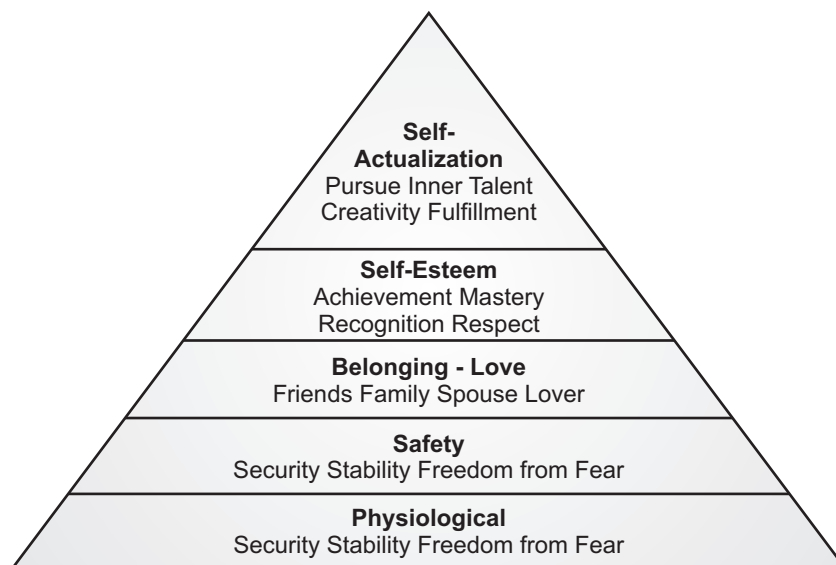 Self-
Actualization
Pursue Inner Talent
Creativity Fulfillment
Self-Esteem
Achievement Mastery
Recognition Respect
Belonging - Love
Friends Family Spouse Lover
Safety
Security Stability Freedom from Fear
Physiological
Security Stability Freedom from Fear